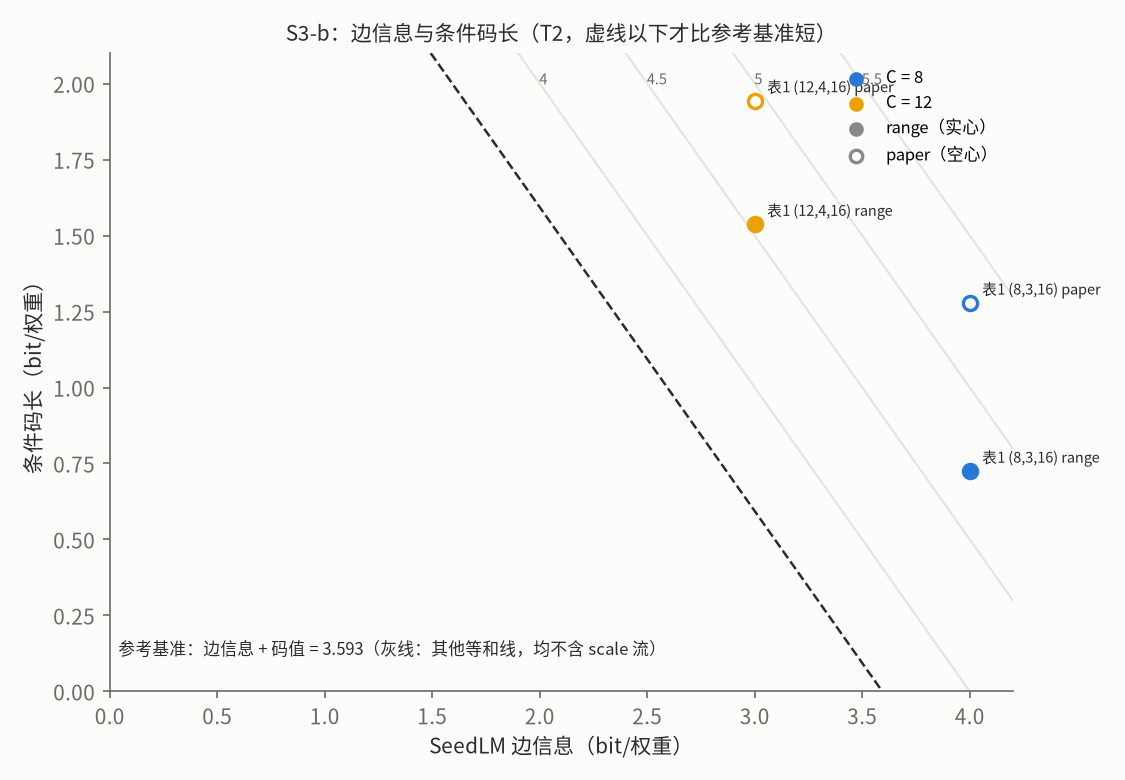 S3-b：边信息与条件码长（T2，虚线以下才比参考基准短）
条件码长（bit/权重）
2.00
1.75
1.50
1.25
1.00
0.75
0.50
0.25
0.00
4
4.5
5
5.5
表1 (12,4,16) paper
C = 8
C = 12
range（实心）
paper（空心）
表1 (12,4,16) range
表1 (8,3,16) paper
表1 (8,3,16) range
参考基准：边信息 + 码值 = 3.593（灰线：其他等和线，均不含 scale 流）
0.0 0.5 1.0 1.5 2.0 2.5 3.0 3.5 4.0
SeedLM 边信息（bit/权重）